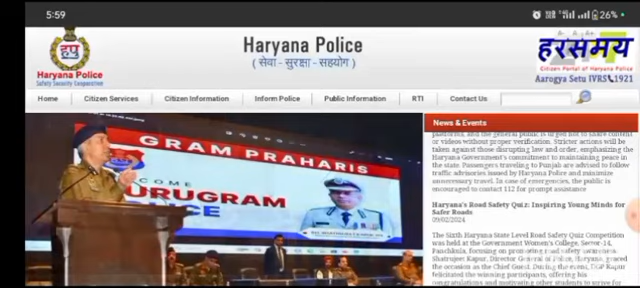 5:59
26%
Haryana Police
(सेवा - सुरक्षा - सहयोग)
Haryana Police
Safety Security Cooperation
हरसमय
Citizen Portal of Haryana Police
Aarogya Setu IVRS 1921
Home Citizen Services Citizen Information Inform Police Public Information RTI Contact Us
GRAM PRAHARIS
News & Events
and the general public is urged not to share content
or videos without proper verification. Stricter actions will be
taken against those disrupting law and order, emphasizing the
Haryana Government's commitment to maintaining peace in
the state. Passengers traveling to Punjab are advised to follow
traffic advisories issued by Haryana Police and minimize
unnecessary travel. In case of emergencies, the public is
encouraged to contact 112 for prompt assistance
Haryana's Road Safety Quiz: Inspiring Young Minds for
Safer Roads
09/02/2024
The Sixth Haryana State Level Road Safety Quiz Competition
was held at the Government Women's College, Sector-14,
Panchkula, focusing on promoting road safety awareness.
Shatrujeet Kapur, Director General of Police, Haryana, graced
the occasion as the Chief Guest. During the event, DGP Kapur
felicitated the winning participants, offering his
congratulations and motivating other students to strive for